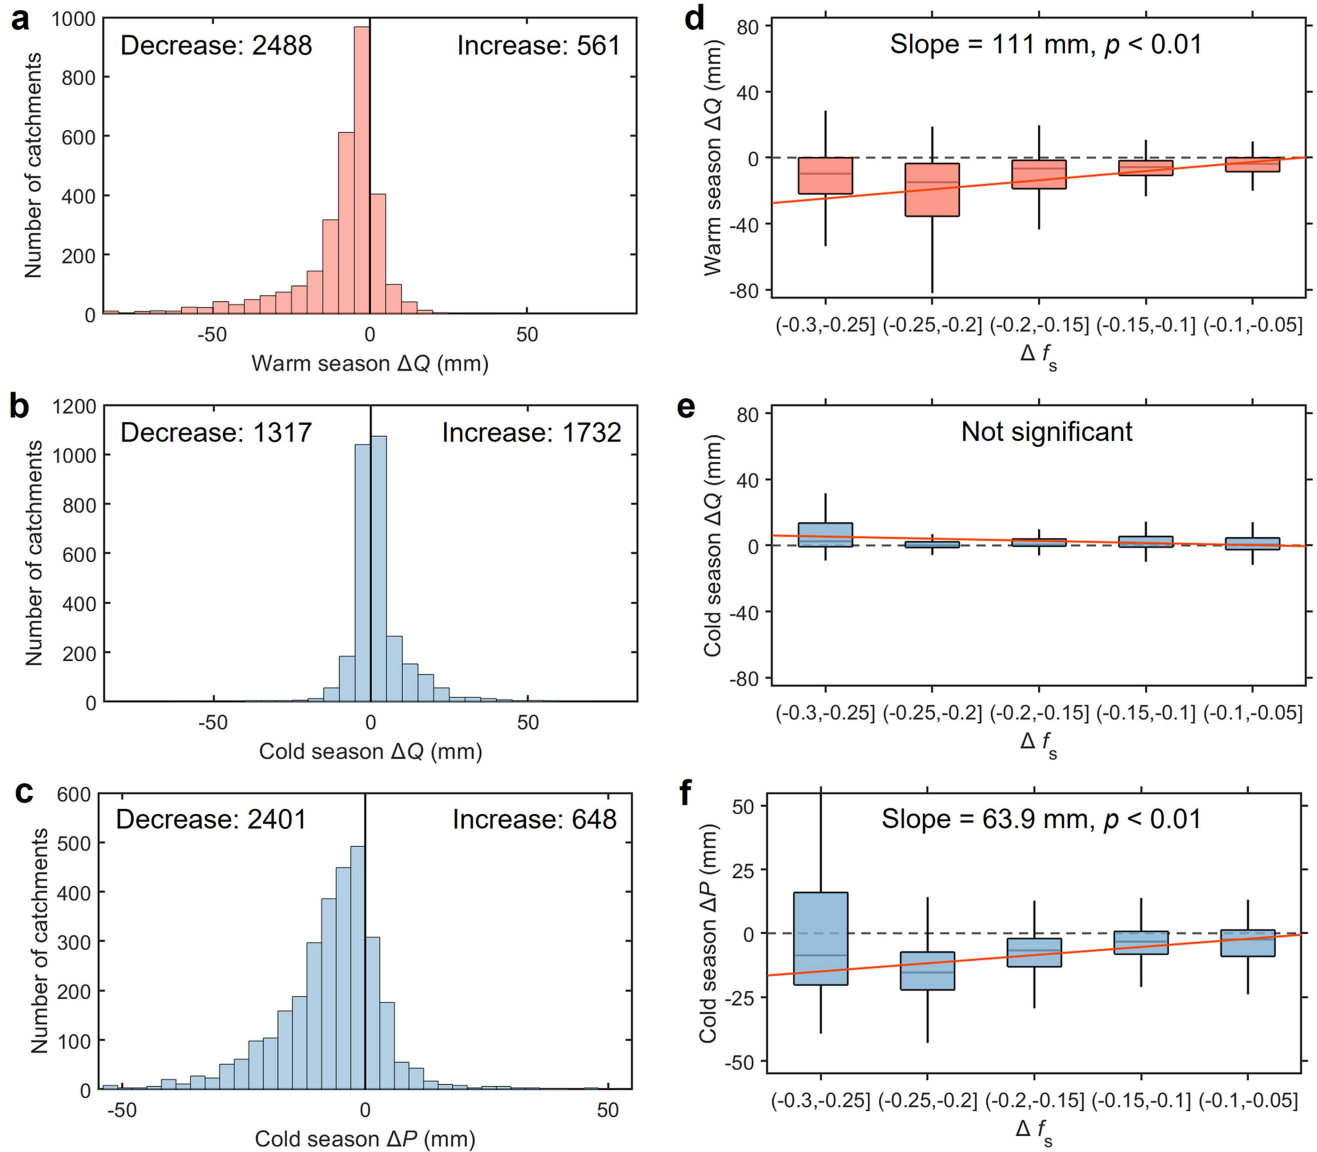 a
1000
800
600
400
200
0
Decrease: 2488
Increase: 561
-50
0
50
Number of catchments
Warm season ΔQ (mm)
d
80
40
0
-40
-80
Slope = 111 mm, p < 0.01
Warm season ΔQ (mm)
(-0.3,-0.25] (-0.25,-0.2] (-0.2,-0.15] (-0.15,-0.1] (-0.1,-0.05]
Δ fs
b
1200
1000
800
600
400
200
0
Decrease: 1317
Increase: 1732
-50
0
50
Number of catchments
Cold season ΔQ (mm)
e
80
40
0
-40
-80
Not significant
Cold season ΔQ (mm)
(-0.3,-0.25] (-0.25,-0.2] (-0.2,-0.15] (-0.15,-0.1] (-0.1,-0.05]
Δ fs
c
600
500
400
300
200
100
0
Decrease: 2401
Increase: 648
-50
0
50
Number of catchments
Cold season ΔP (mm)
f
50
25
0
-25
-50
Slope = 63.9 mm, p < 0.01
Cold season ΔP (mm)
(-0.3,-0.25] (-0.25,-0.2] (-0.2,-0.15] (-0.15,-0.1] (-0.1,-0.05]
Δ fs